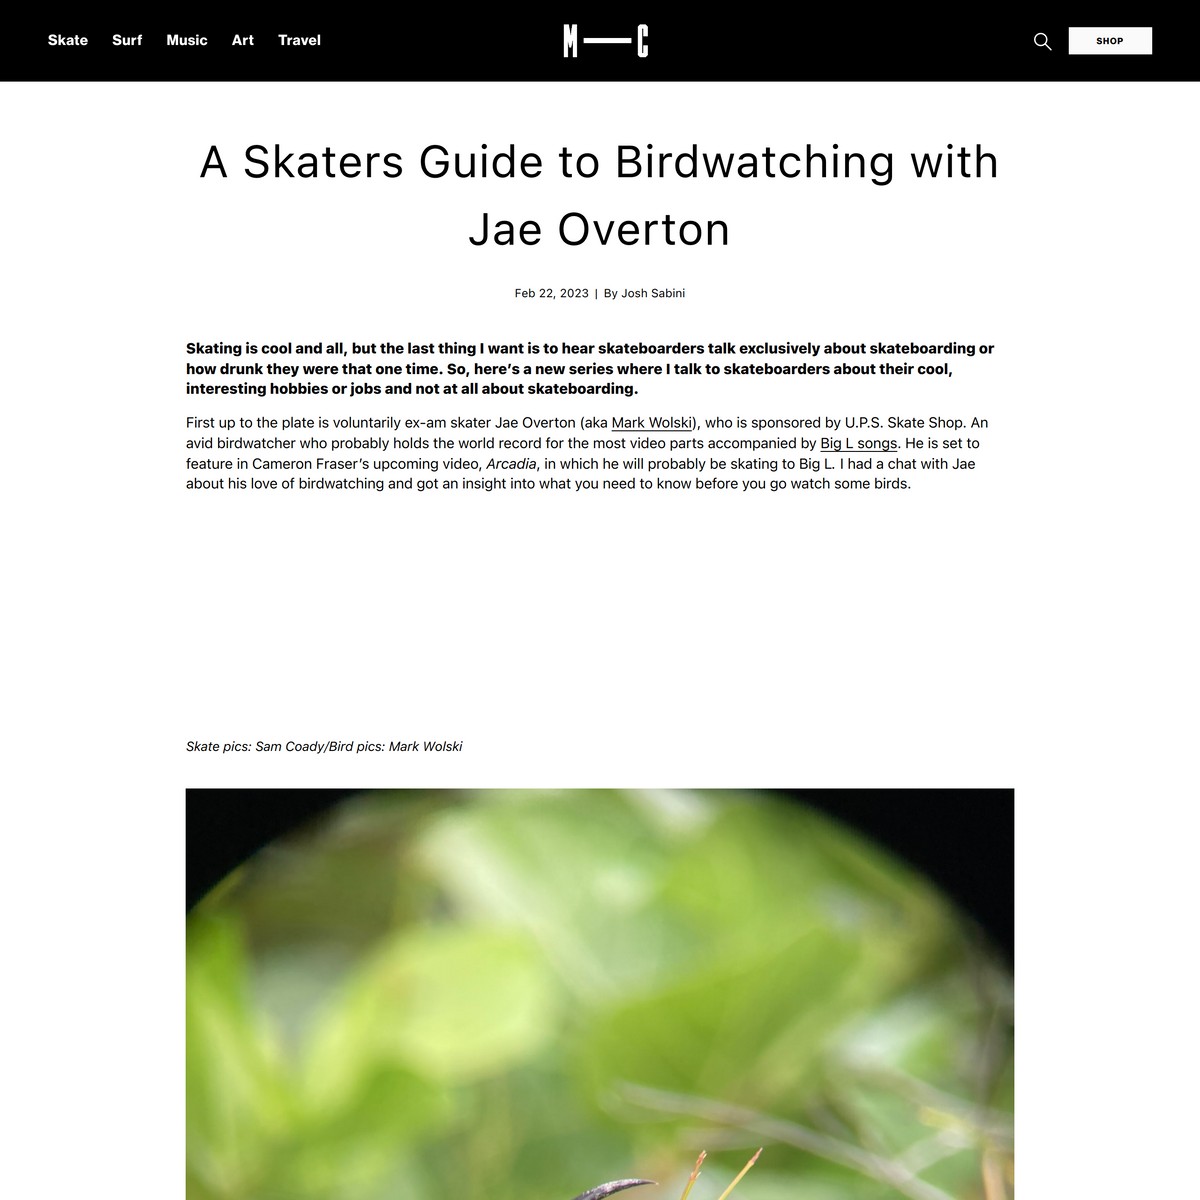 Skate Surf Music Art Travel
M—C
SHOP
A Skaters Guide to Birdwatching with
Jae Overton
Feb 22, 2023 | By Josh Sabini
Skating is cool and all, but the last thing I want is to hear skateboarders talk exclusively about skateboarding or
how drunk they were that one time. So, here’s a new series where I talk to skateboarders about their cool,
interesting hobbies or jobs and not at all about skateboarding.
First up to the plate is voluntarily ex-am skater Jae Overton (aka Mark Wolski), who is sponsored by U.P.S. Skate Shop. An
avid birdwatcher who probably holds the world record for the most video parts accompanied by Big L songs. He is set to
feature in Cameron Fraser’s upcoming video, Arcadia, in which he will probably be skating to Big L. I had a chat with Jae
about his love of birdwatching and got an insight into what you need to know before you go watch some birds.
Skate pics: Sam Coady/Bird pics: Mark Wolski